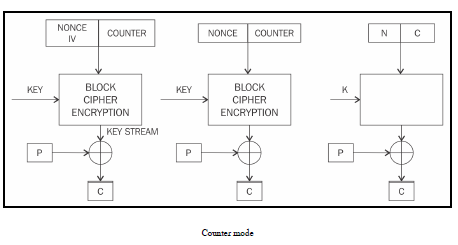 NONCE IV COUNTER
NONCE COUNTER
N C
KEY BLOCK CIPHER ENCRYPTION
KEY BLOCK CIPHER ENCRYPTION
K
KEY STREAM
P
P
P
C
C
C
Counter mode